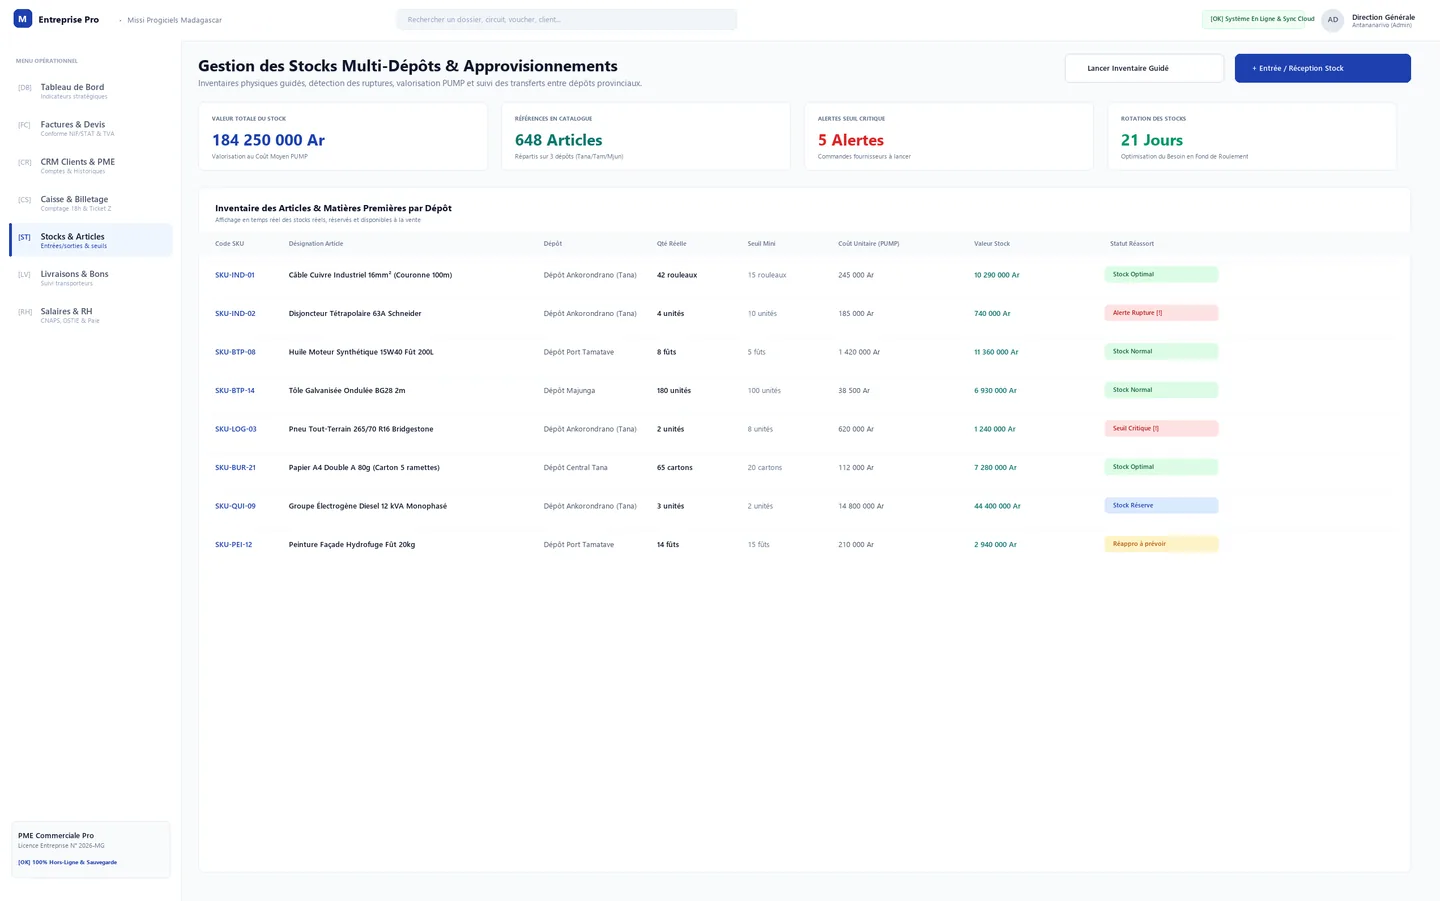 M Entreprise Pro • Missi Progiciels Madagascar
Rechercher un dossier, circuit, voucher, client...
[OK] Système En Ligne & Sync Cloud
AD
Direction Générale
Antananarivo (Admin)
MENU OPÉRATIONNEL
[DB] Tableau de Bord
Indicateurs stratégiques
[FC] Factures & Devis
Conforme NIF/STAT & TVA
[CR] CRM Clients & PME
Comptes & Historiques
[CS] Caisse & Billetage
Comptage 18h & Ticket Z
[ST] Stocks & Articles
Entrées/sorties & seuils
[LV] Livraisons & Bons
Suivi transporteurs
[RH] Salaires & RH
CNAPS, OSTIE & Paie
PME Commerciale Pro
Licence Entreprise N° 2026-MG
[OK] 100% Hors-Ligne & Sauvegarde
Gestion des Stocks Multi-Dépôts & Approvisionnements
Inventaires physiques guidés, détection des ruptures, valorisation PUMP et suivi des transferts entre dépôts provinciaux.
Lancer Inventaire Guidé
+ Entrée / Réception Stock
VALEUR TOTALE DU STOCK
184 250 000 Ar
Valorisation au Coût Moyen PUMP
RÉFÉRENCES EN CATALOGUE
648 Articles
Répartis sur 3 dépôts (Tana/Tam/Mjun)
ALERTES SEUIL CRITIQUE
5 Alertes
Commandes fournisseurs à lancer
ROTATION DES STOCKS
21 Jours
Optimisation du Besoin en Fond de Roulement
Inventaire des Articles & Matières Premières par Dépôt
Affichage en temps réel des stocks réels, réservés et disponibles à la vente
Code SKU Désignation Article Dépôt Qté Réelle Seuil Mini Coût Unitaire (PUMP) Valeur Stock Statut Réassort
SKU-IND-01 Câble Cuivre Industriel 16mm² (Couronne 100m) Dépôt Ankorondrano (Tana) 42 rouleaux 15 rouleaux 245 000 Ar 10 290 000 Ar Stock Optimal
SKU-IND-02 Disjoncteur Tétrapolaire 63A Schneider Dépôt Ankorondrano (Tana) 4 unités 10 unités 185 000 Ar 740 000 Ar Alerte Rupture [!]
SKU-BTP-08 Huile Moteur Synthétique 15W40 Fût 200L Dépôt Port Tamatave 8 fûts 5 fûts 1 420 000 Ar 11 360 000 Ar Stock Normal
SKU-BTP-14 Tôle Galvanisée Ondulée BG28 2m Dépôt Majunga 180 unités 100 unités 38 500 Ar 6 930 000 Ar Stock Normal
SKU-LOG-03 Pneu Tout-Terrain 265/70 R16 Bridgestone Dépôt Ankorondrano (Tana) 2 unités 8 unités 620 000 Ar 1 240 000 Ar Seuil Critique [!]
SKU-BUR-21 Papier A4 Double A 80g (Carton 5 ramettes) Dépôt Central Tana 65 cartons 20 cartons 112 000 Ar 7 280 000 Ar Stock Optimal
SKU-QUI-09 Groupe Électrogène Diesel 12 kVA Monophasé Dépôt Ankorondrano (Tana) 3 unités 2 unités 14 800 000 Ar 44 400 000 Ar Stock Réserve
SKU-PEI-12 Peinture Façade Hydrofuge Fût 20kg Dépôt Port Tamatave 14 fûts 15 fûts 210 000 Ar 2 940 000 Ar Réappro à prévoir